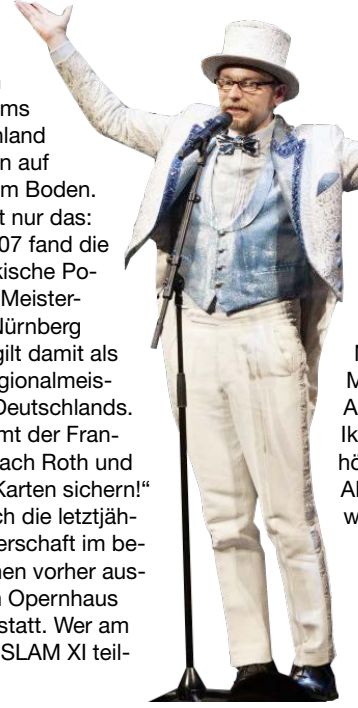 ms
hland
n auf
m Boden.
t nur das:
07 fand die
kische Po-
Meister-
Nürnberg
gilt damit als
gionalmeis-
Deutschlands.
mt der Fran-
ach Roth und
Karten sichern!“
ch die letztjäh-
erschaft im be-
nen vorher aus-
n Opernhaus
statt. Wer am
SLAM XI teil-
M
A
Ik
hö
Al
w